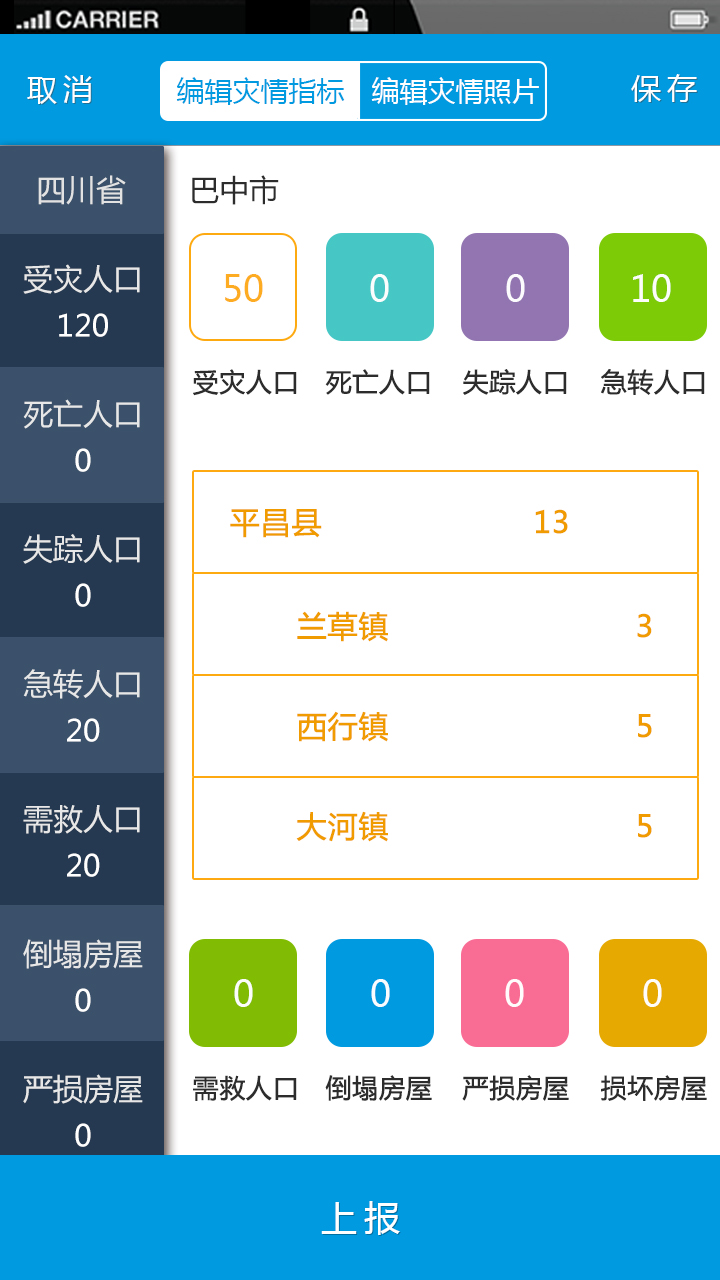 CARRIER
取消
编辑灾情指标
编辑灾情照片
保存
四川省
受灾人口
120
死亡人口
0
失踪人口
0
急转人口
20
需救人口
20
倒塌房屋
0
严损房屋
0
巴中市
50 0 0 10
受灾人口 死亡人口 失踪人口 急转人口
平昌县 13
兰草镇 3
西行镇 5
大河镇 5
0 0 0 0
需救人口 倒塌房屋 严损房屋 损坏房屋
上报